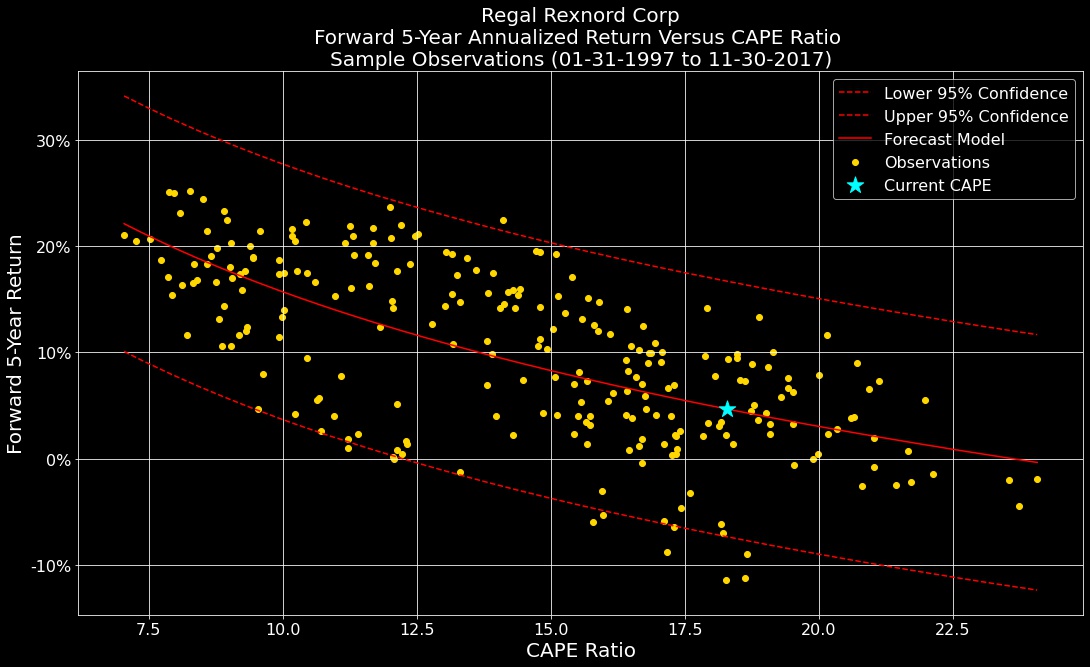 Regal Rexnord Corp
Forward 5-Year Annualized Return Versus CAPE Ratio
Sample Observations (01-31-1997 to 11-30-2017)
Lower 95% Confidence
Upper 95% Confidence
Forecast Model
Observations
Current CAPE
Forward 5-Year Return
30%
20%
10%
0%
-10%
7.5 10.0 12.5 15.0 17.5 20.0 22.5
CAPE Ratio